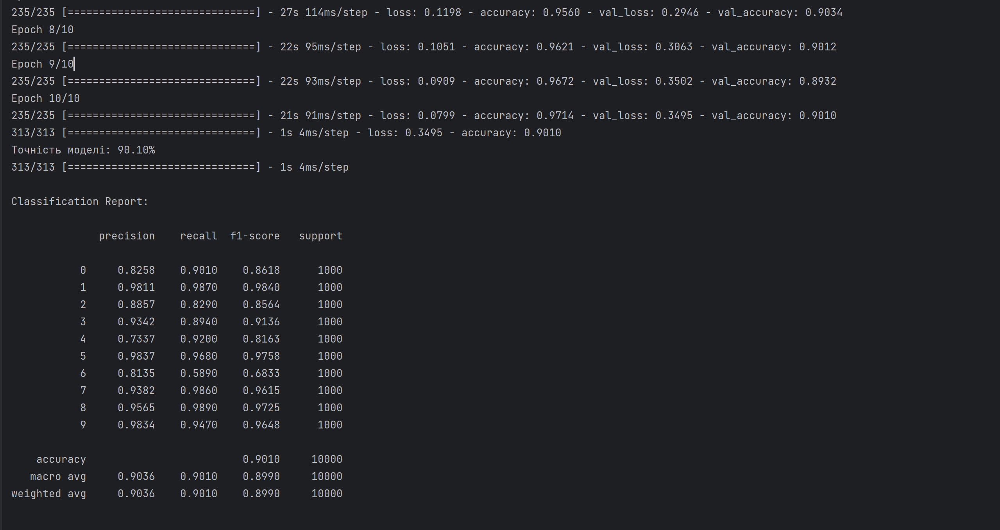 235/235 [==============================] - 27s 114ms/step - loss: 0.1198 - accuracy: 0.9560 - val_loss: 0.2946 - val_accuracy: 0.9034
Epoch 8/10
235/235 [==============================] - 22s 95ms/step - loss: 0.1051 - accuracy: 0.9621 - val_loss: 0.3063 - val_accuracy: 0.9012
Epoch 9/10
235/235 [==============================] - 22s 93ms/step - loss: 0.0909 - accuracy: 0.9672 - val_loss: 0.3502 - val_accuracy: 0.8932
Epoch 10/10
235/235 [==============================] - 21s 91ms/step - loss: 0.0799 - accuracy: 0.9714 - val_loss: 0.3495 - val_accuracy: 0.9010
313/313 [==============================] - 1s 4ms/step - loss: 0.3495 - accuracy: 0.9010
Точність моделі: 90.10%
313/313 [==============================] - 1s 4ms/step
Classification Report:
precision recall f1-score support
0 0.8258 0.9010 0.8618 1000
1 0.9811 0.9870 0.9840 1000
2 0.8857 0.8290 0.8564 1000
3 0.9342 0.8940 0.9136 1000
4 0.7337 0.9200 0.8163 1000
5 0.9837 0.9680 0.9758 1000
6 0.8135 0.5890 0.6833 1000
7 0.9382 0.9860 0.9615 1000
8 0.9565 0.9890 0.9725 1000
9 0.9834 0.9470 0.9648 1000
accuracy 0.9010 10000
macro avg 0.9036 0.9010 0.8990 10000
weighted avg 0.9036 0.9010 0.8990 10000